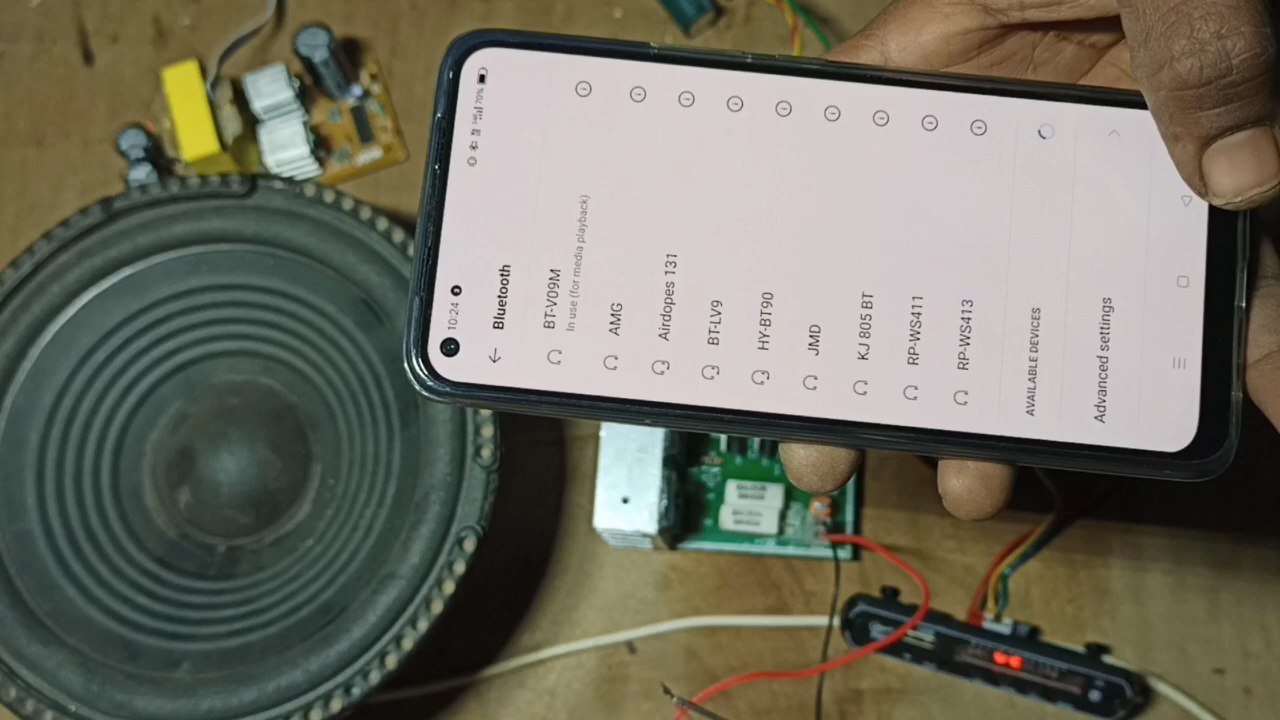 10:24
70%
Bluetooth
BT-V09M
In use (for media playback)
AMG
Airdopes 131
BT-LV9
HY-BT90
JMD
KJ 805 BT
RP-WS411
RP-WS413
AVAILABLE DEVICES
Advanced settings